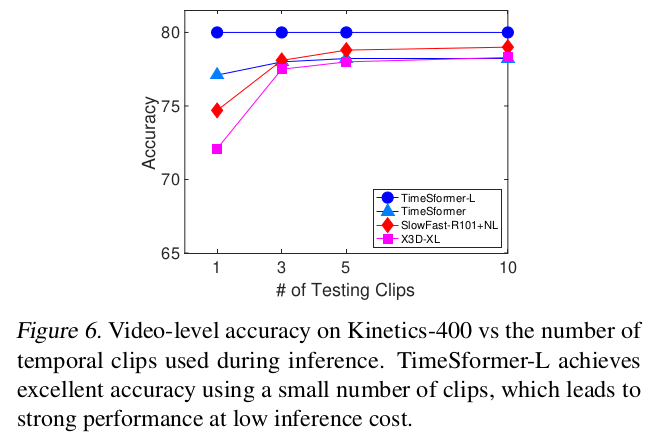 80
75
70
65
Accuracy
TimeSformer-L
TimeSformer
SlowFast-R101+NL
X3D-XL
1 3 5 10
# of Testing Clips
Figure 6. Video-level accuracy on Kinetics-400 vs the number of
temporal clips used during inference. TimeSformer-L achieves
excellent accuracy using a small number of clips, which leads to
strong performance at low inference cost.